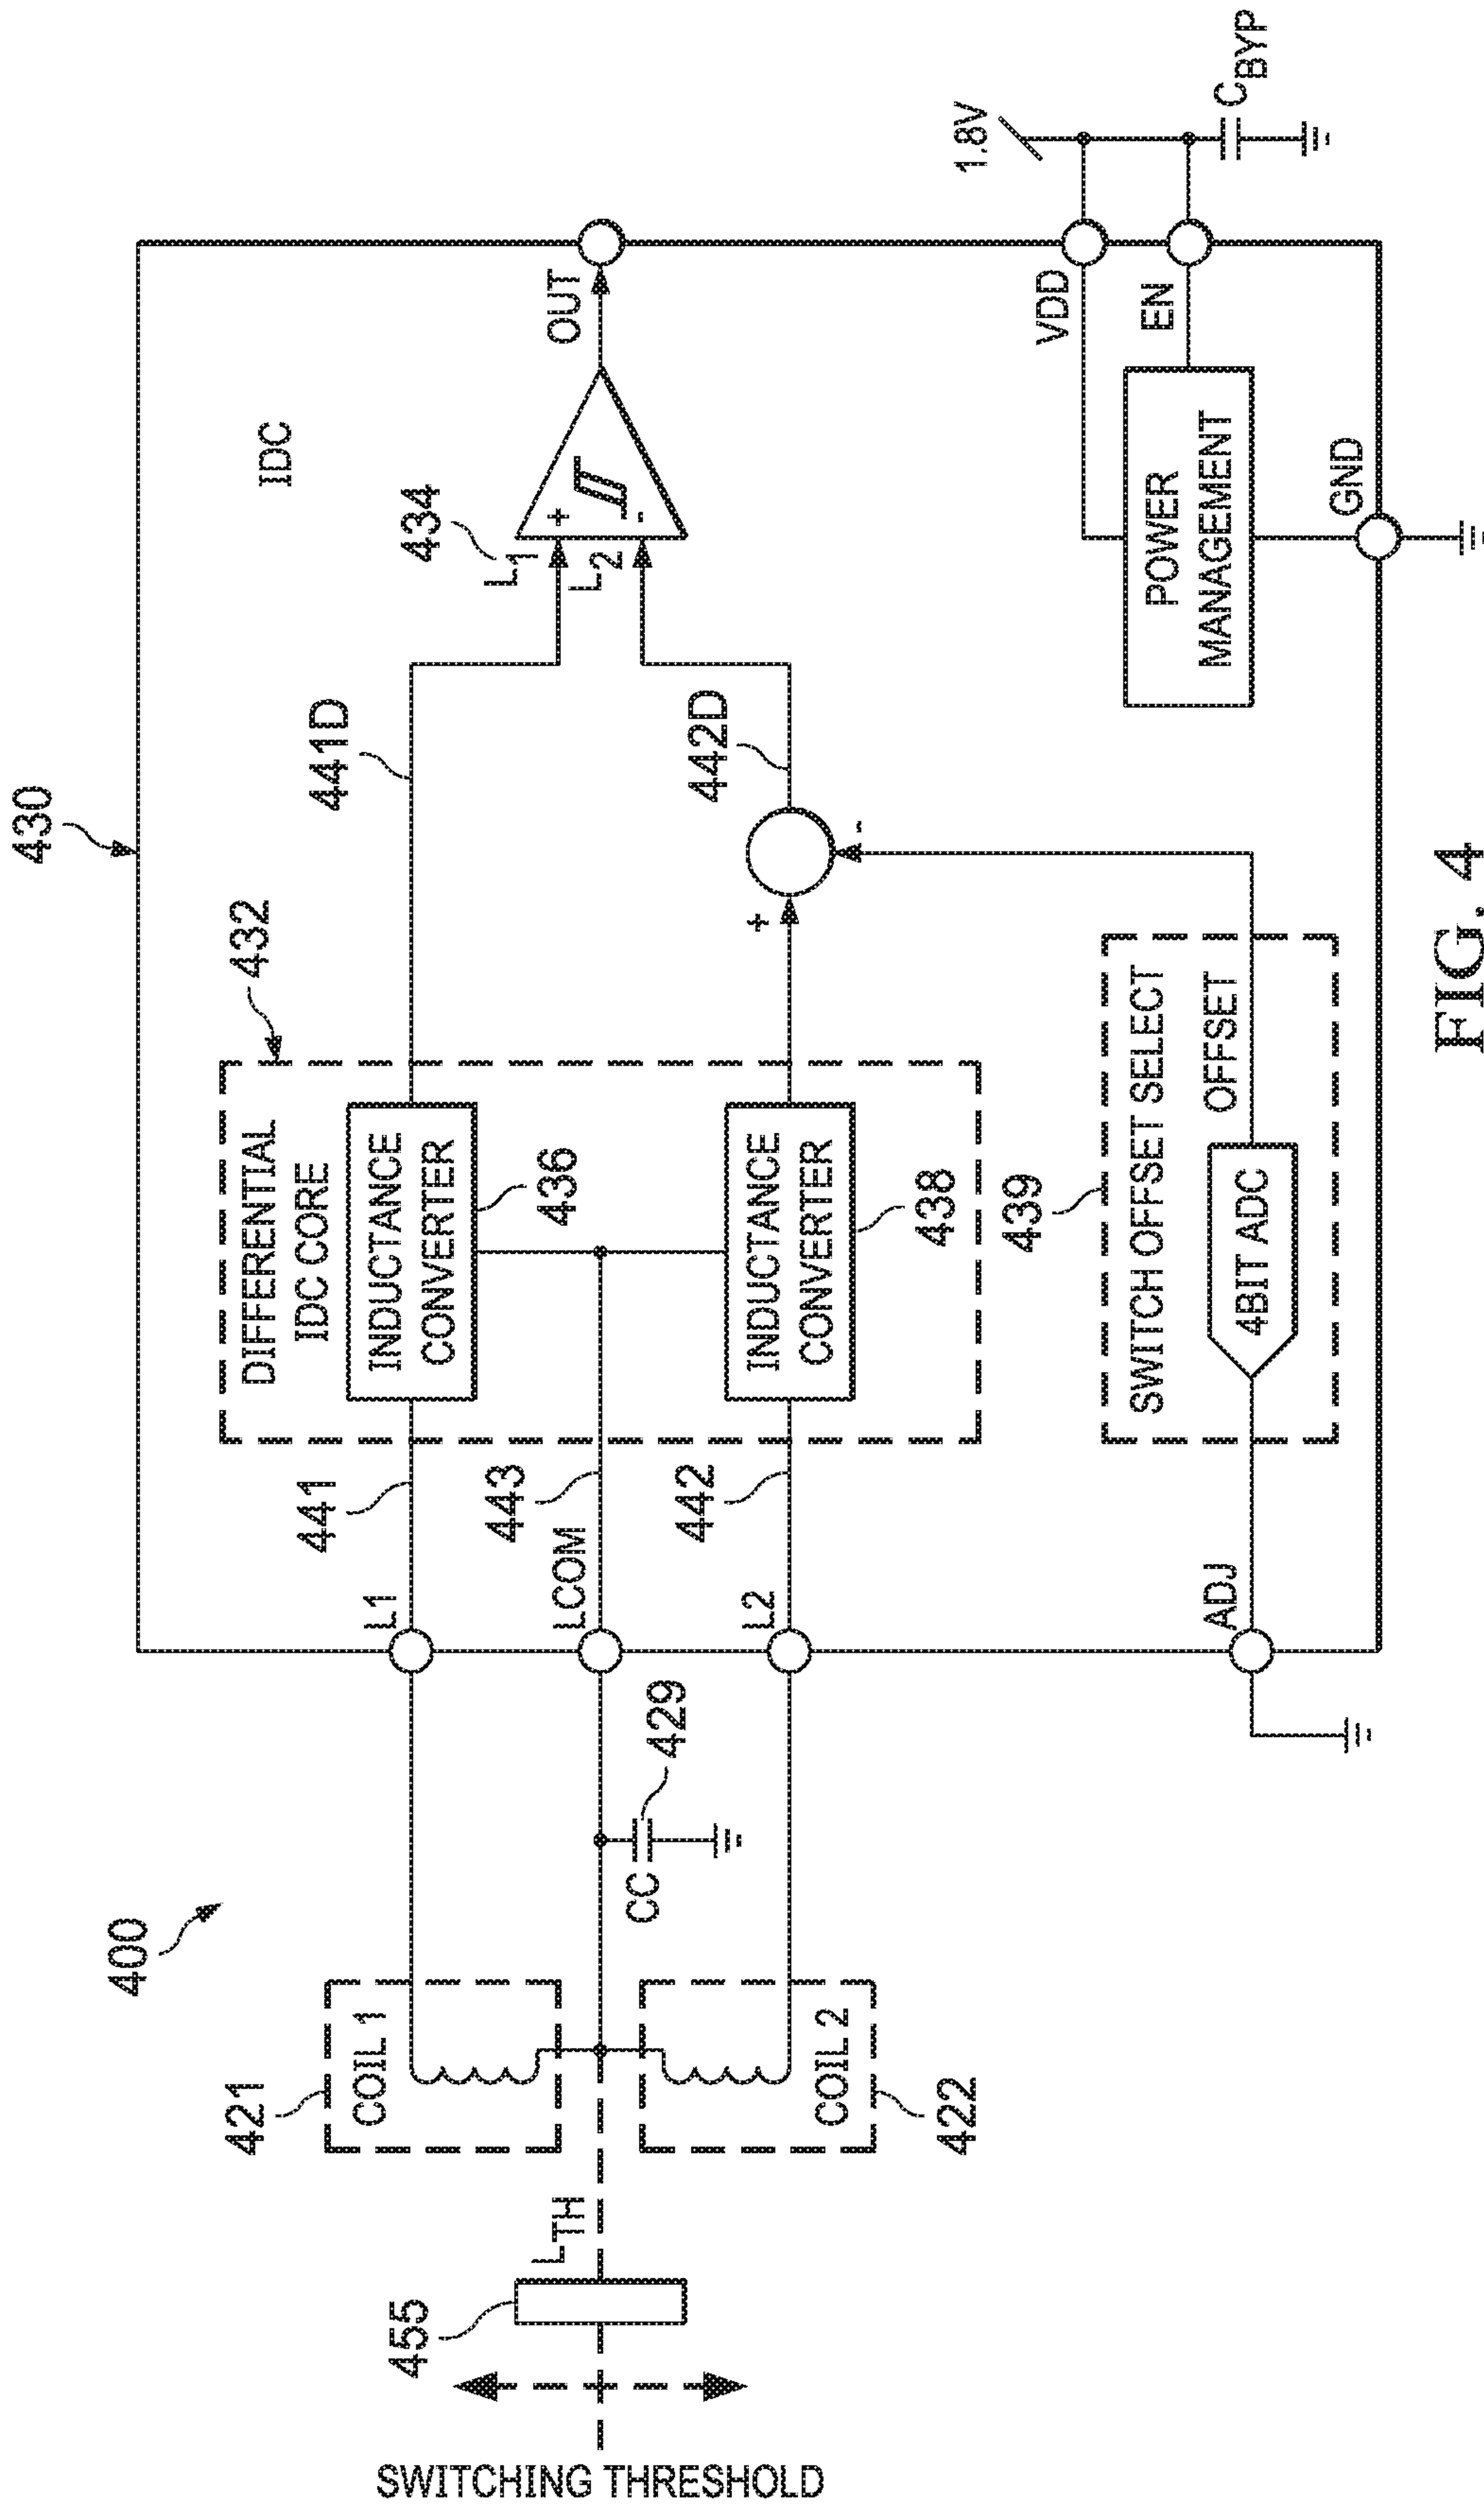 400
430
IDC
432
DIFFERENTIAL
IDC CORE
421
COIL 1
L1
441
INDUCTANCE
CONVERTER
436
441D
434
L1
L2
+
-
OUT
455
LTH
SWITCHING THRESHOLD
CC
429
LCOM
443
COIL 2
422
L2
442
INDUCTANCE
CONVERTER
438
+
-
442D
439
SWITCH OFFSET SELECT
OFFSET
4BIT ADC
ADJ
POWER
MANAGEMENT
VDD
EN
GND
1.8V
CBYP
FIG. 4